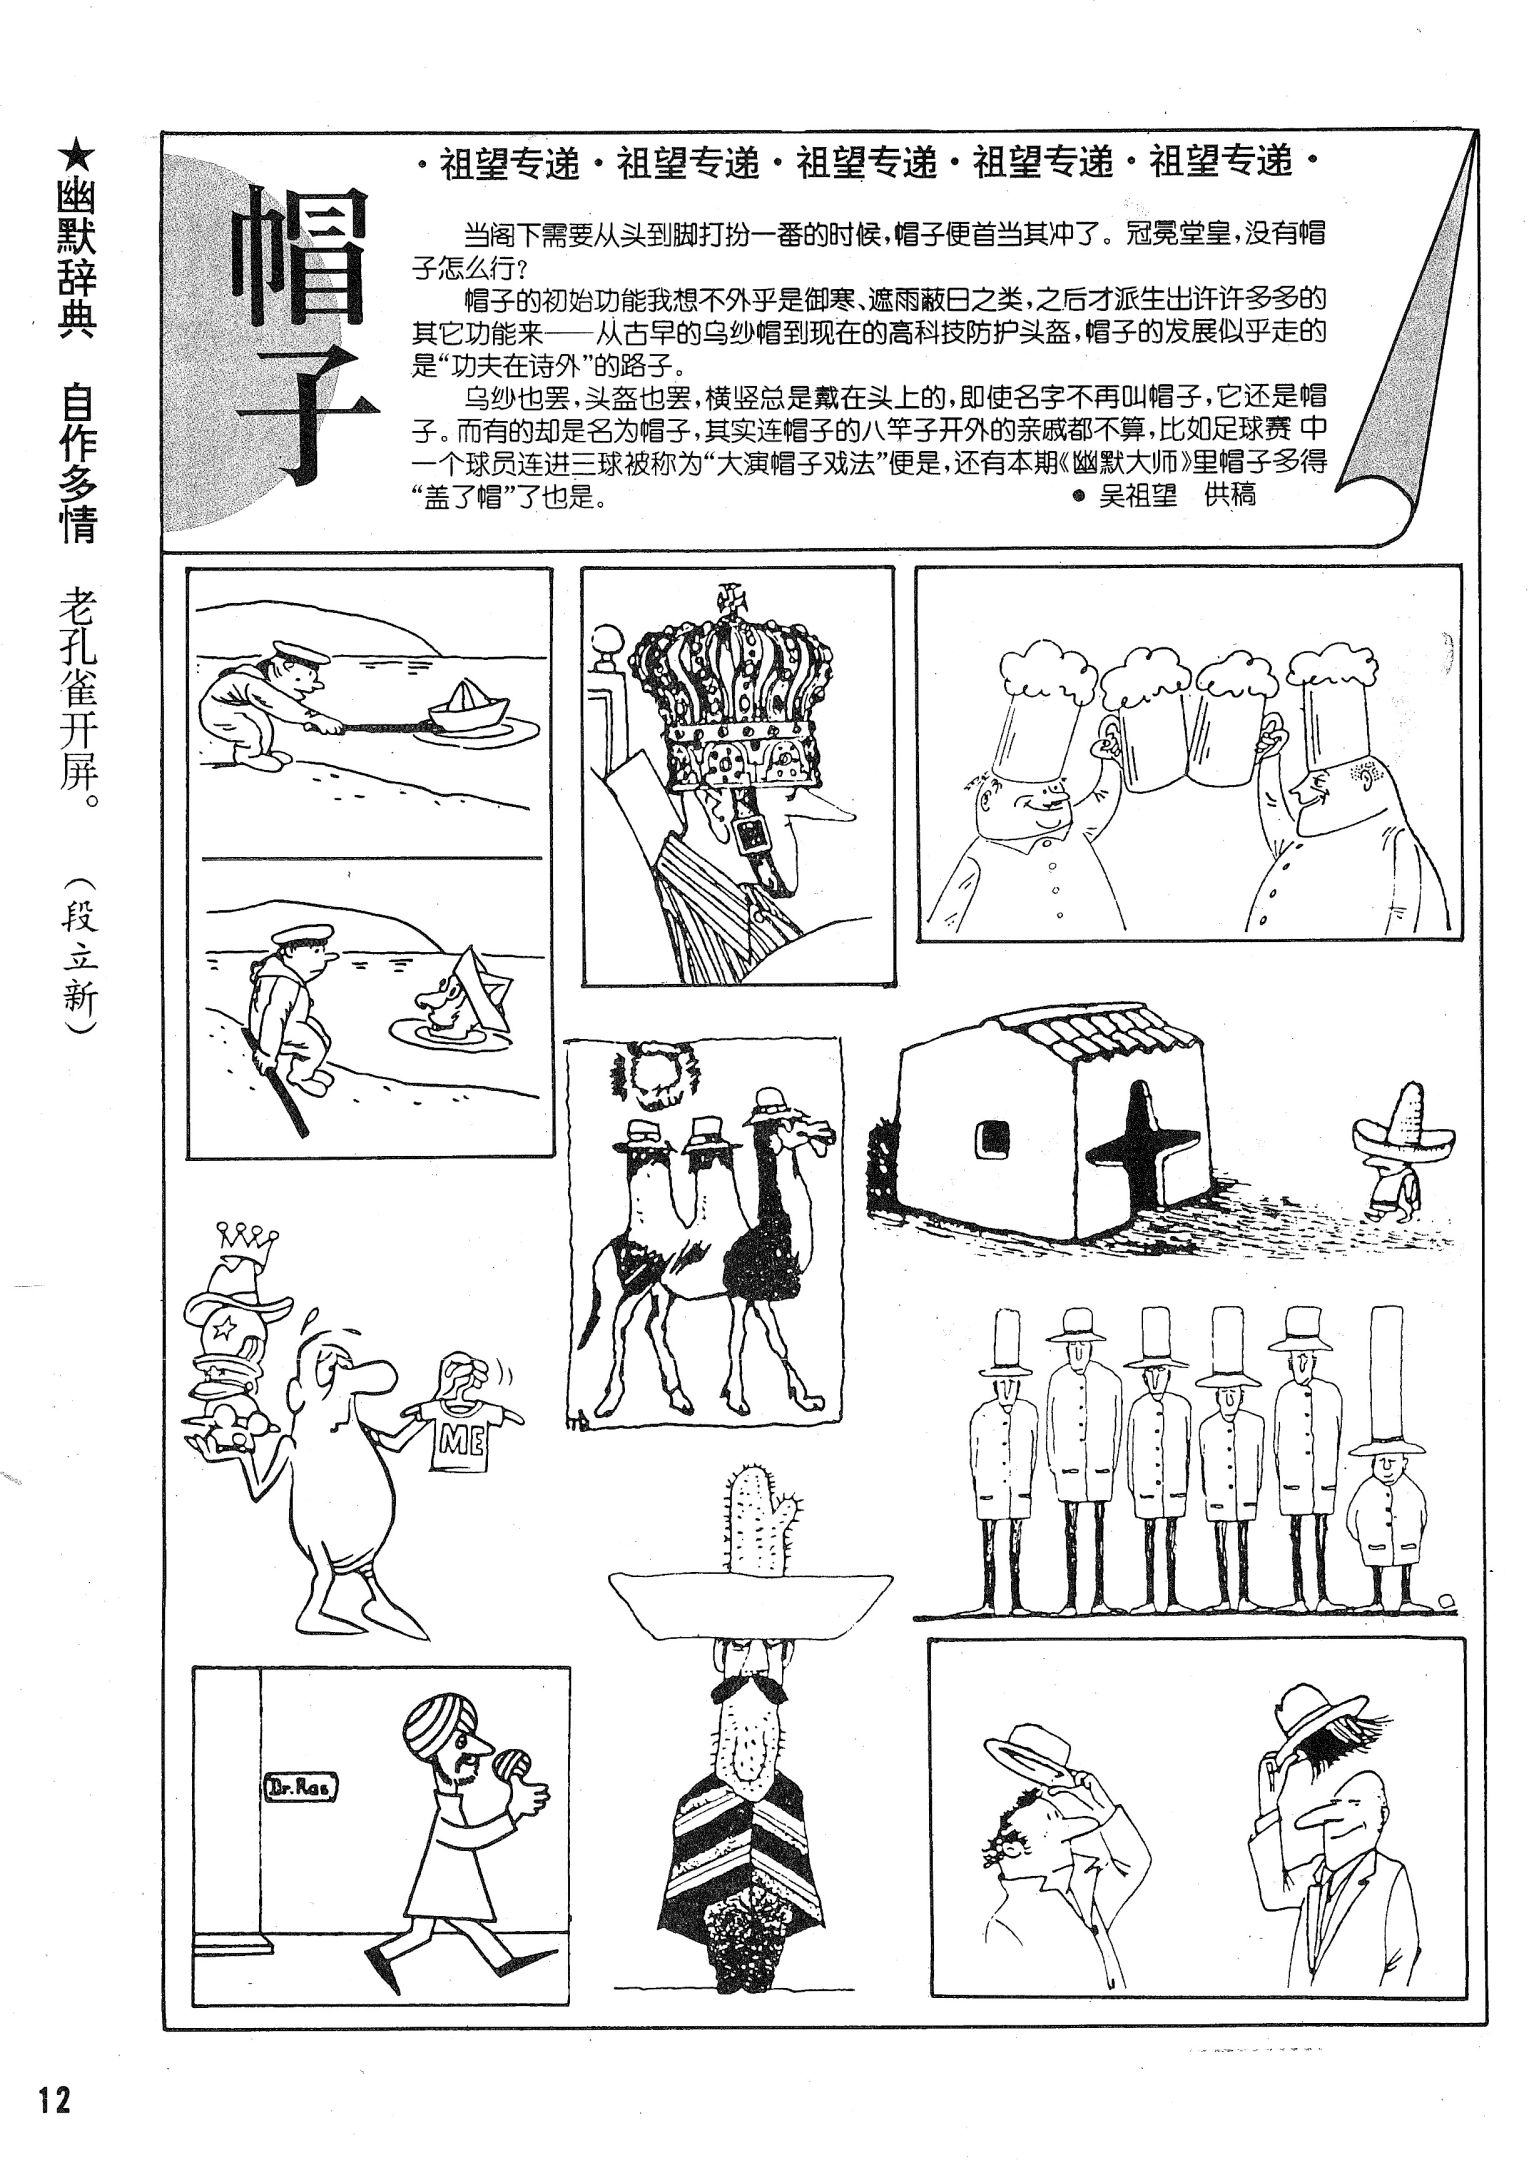 ★幽默辞典 自作多情 老孔雀开屏。 (段立新)
·祖望专递·祖望专递·祖望专递·祖望专递·祖望专递·
帽子
当阁下需要从头到脚打扮一番的时候,帽子便首当其冲了。冠冕堂皇,没有帽
子怎么行?
帽子的初始功能我想不外乎是御寒、遮雨蔽日之类,之后才派生出许许多多的
其它功能来——从古早的乌纱帽到现在的高科技防护头盔,帽子的发展似乎走的
是“功夫在诗外”的路子。
乌纱也罢,头盔也罢,横竖总是戴在头上的,即使名字不再叫帽子,它还是帽
子。而有的却是名为帽子,其实连帽子的八竿子开外的亲戚都不算,比如足球赛中
一个球员连进三球被称为“大演帽子戏法”便是,还有本期《幽默大师》里帽子多得
“盖了帽”了也是。 ●吴祖望 供稿
ME
Dr.Ras
12